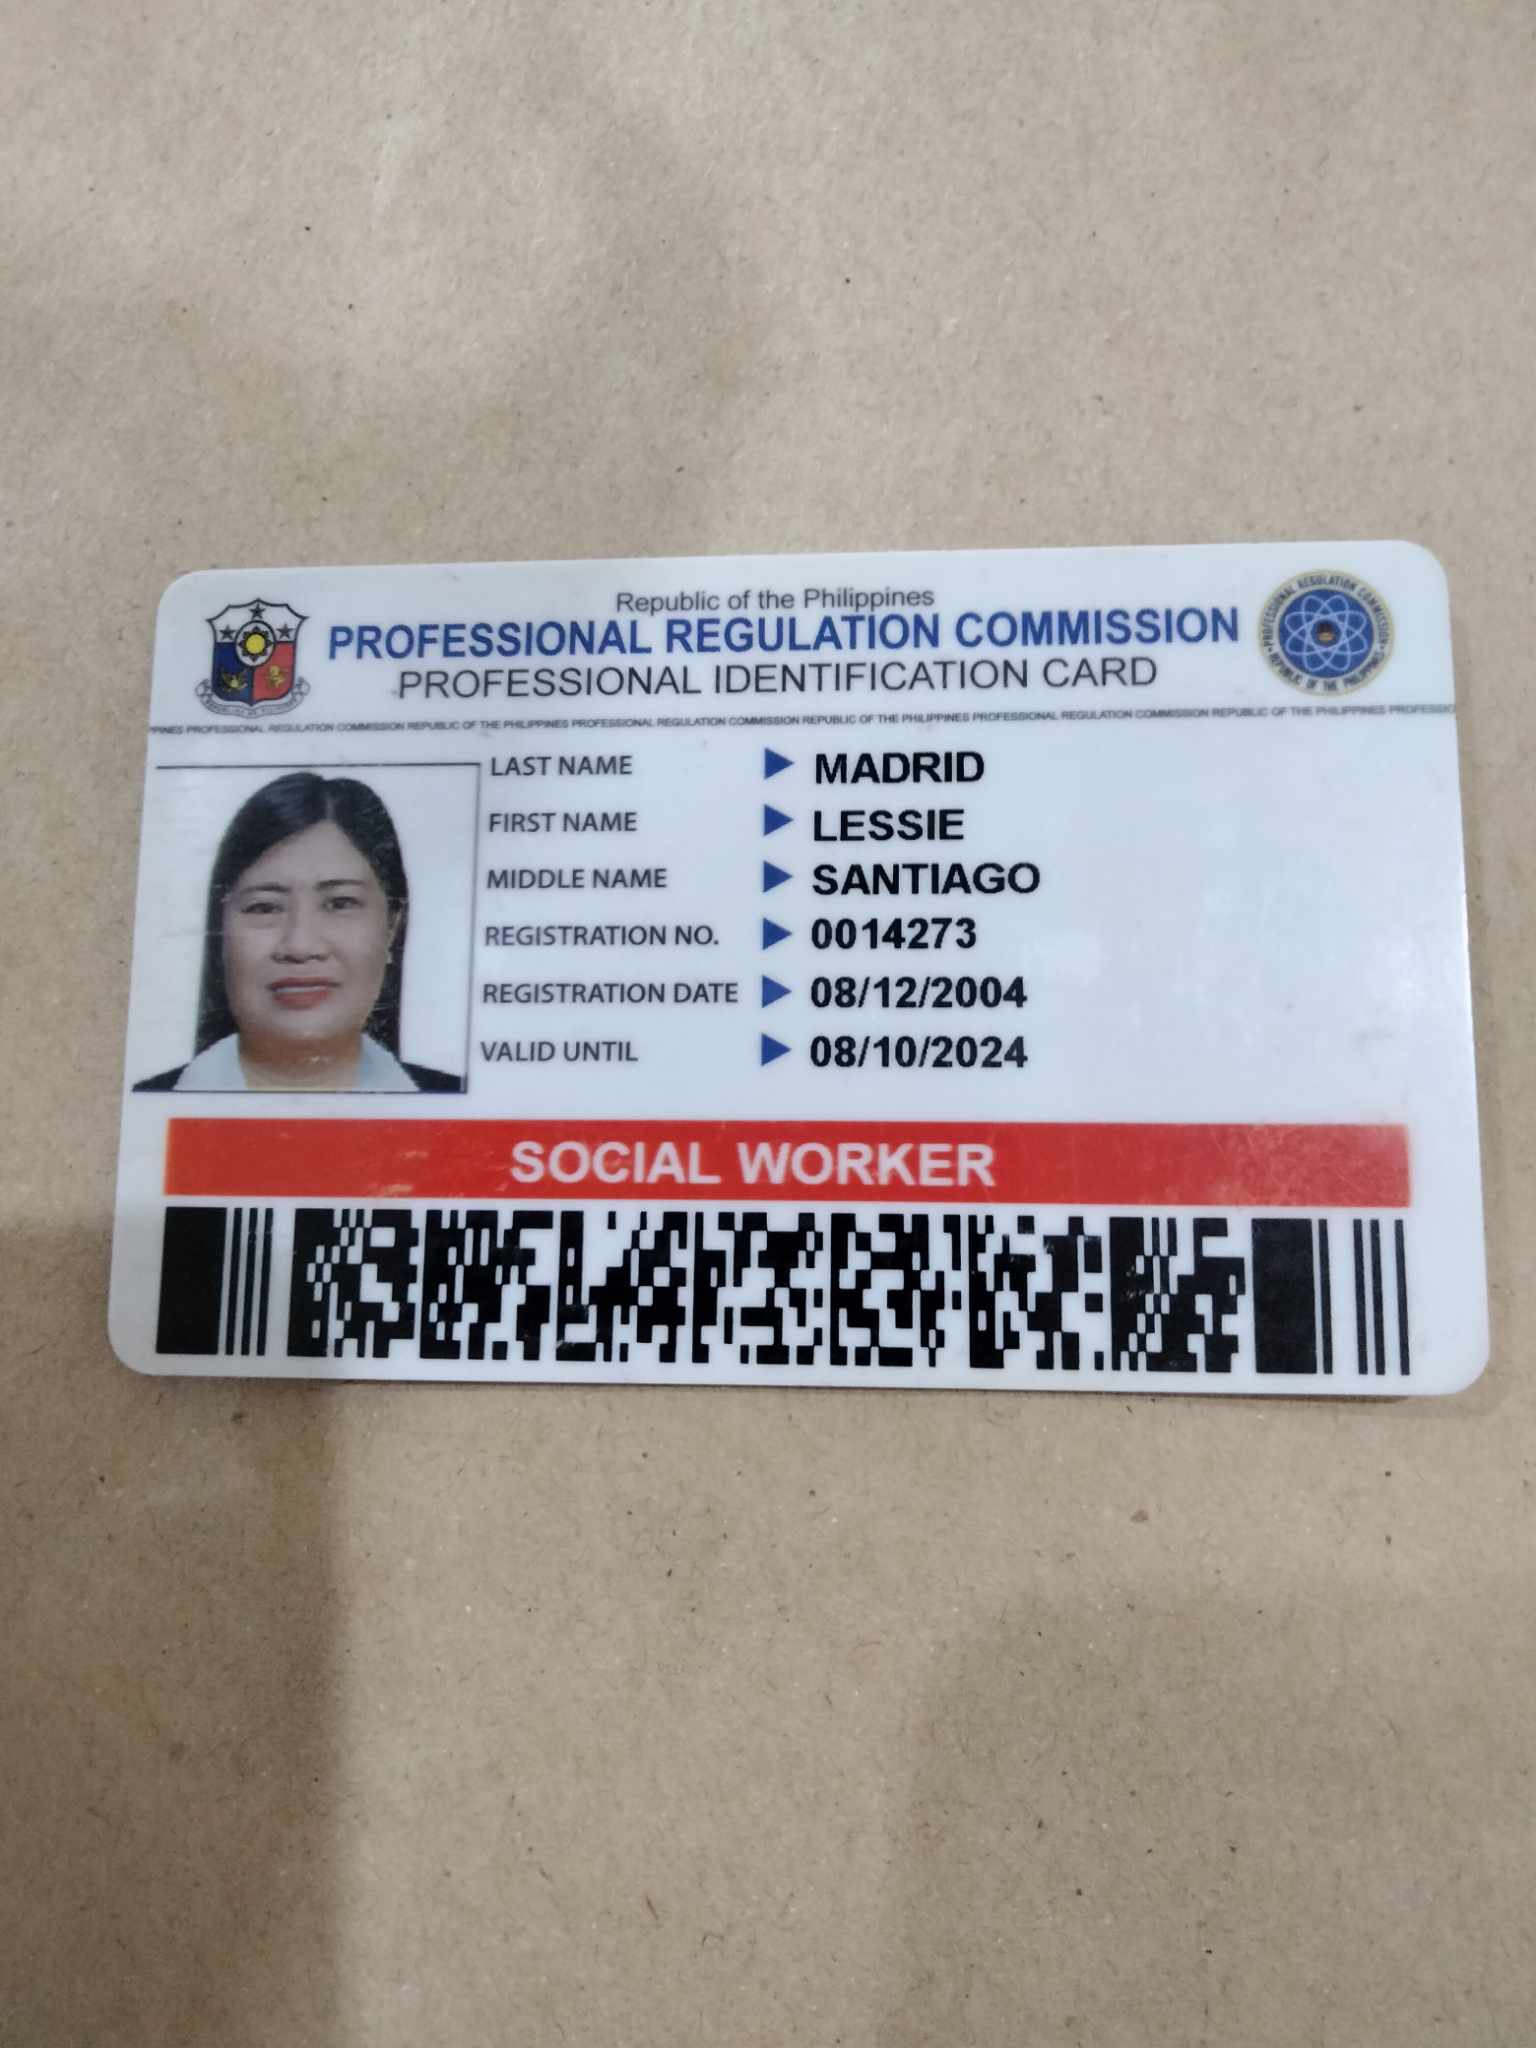 Republic of the Philippines
PROFESSIONAL REGULATION COMMISSION
PROFESSIONAL IDENTIFICATION CARD
PROFESSIONAL REGULATION COMMISSION REPUBLIC OF THE PHILIPPINES
PINES PROFESSIONAL REGULATION COMMISSION REPUBLIC OF THE PHILIPPINES PROFESSIONAL REGULATION COMMISSION REPUBLIC OF THE PHILIPPINES PROFESSIONAL REGULATION COMMISSION REPUBLIC OF THE PHILIPPINES PROFESSIO
LAST NAME MADRID
FIRST NAME LESSIE
MIDDLE NAME SANTIAGO
REGISTRATION NO. 0014273
REGISTRATION DATE 08/12/2004
VALID UNTIL 08/10/2024
SOCIAL WORKER